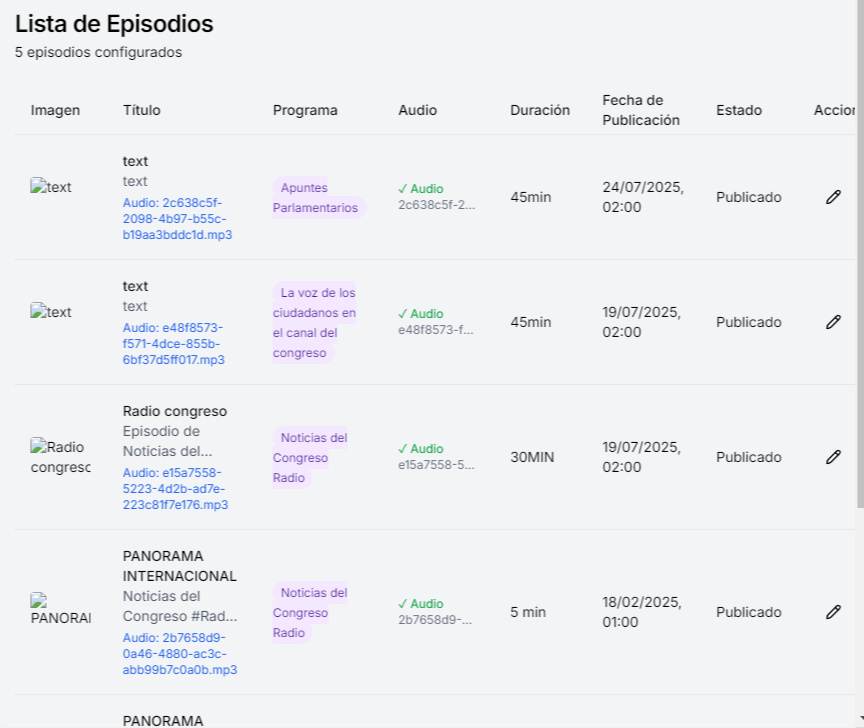 Lista de Episodios
5 episodios configurados
Imagen Título Programa Audio Duración Fecha de Publicación Estado Accion
text
text
text
Audio: 2c638c5f-
2098-4b97-b55c-
b19aa3bddc1d.mp3
Apuntes
Parlamentarios
✓ Audio
2c638c5f-2...
45min
24/07/2025,
02:00
Publicado
text
text
text
Audio: e48f8573-
f571-4dce-855b-
6bf37d5ff017.mp3
La voz de los
ciudadanos en
el canal del
congreso
✓ Audio
e48f8573-f...
45min
19/07/2025,
02:00
Publicado
Radio
congreso
Radio congreso
Episodio de
Noticias del...
Audio: e15a7558-
5223-4d2b-ad7e-
223c81f7e176.mp3
Noticias del
Congreso
Radio
✓ Audio
e15a7558-5...
30MIN
19/07/2025,
02:00
Publicado
PANORAI
PANORAMA
INTERNACIONAL
Noticias del
Congreso #Rad...
Audio: 2b7658d9-
0a46-4880-ac3c-
abb99b7c0a0b.mp3
Noticias del
Congreso
Radio
✓ Audio
2b7658d9-...
5 min
18/02/2025,
01:00
Publicado
PANORAMA